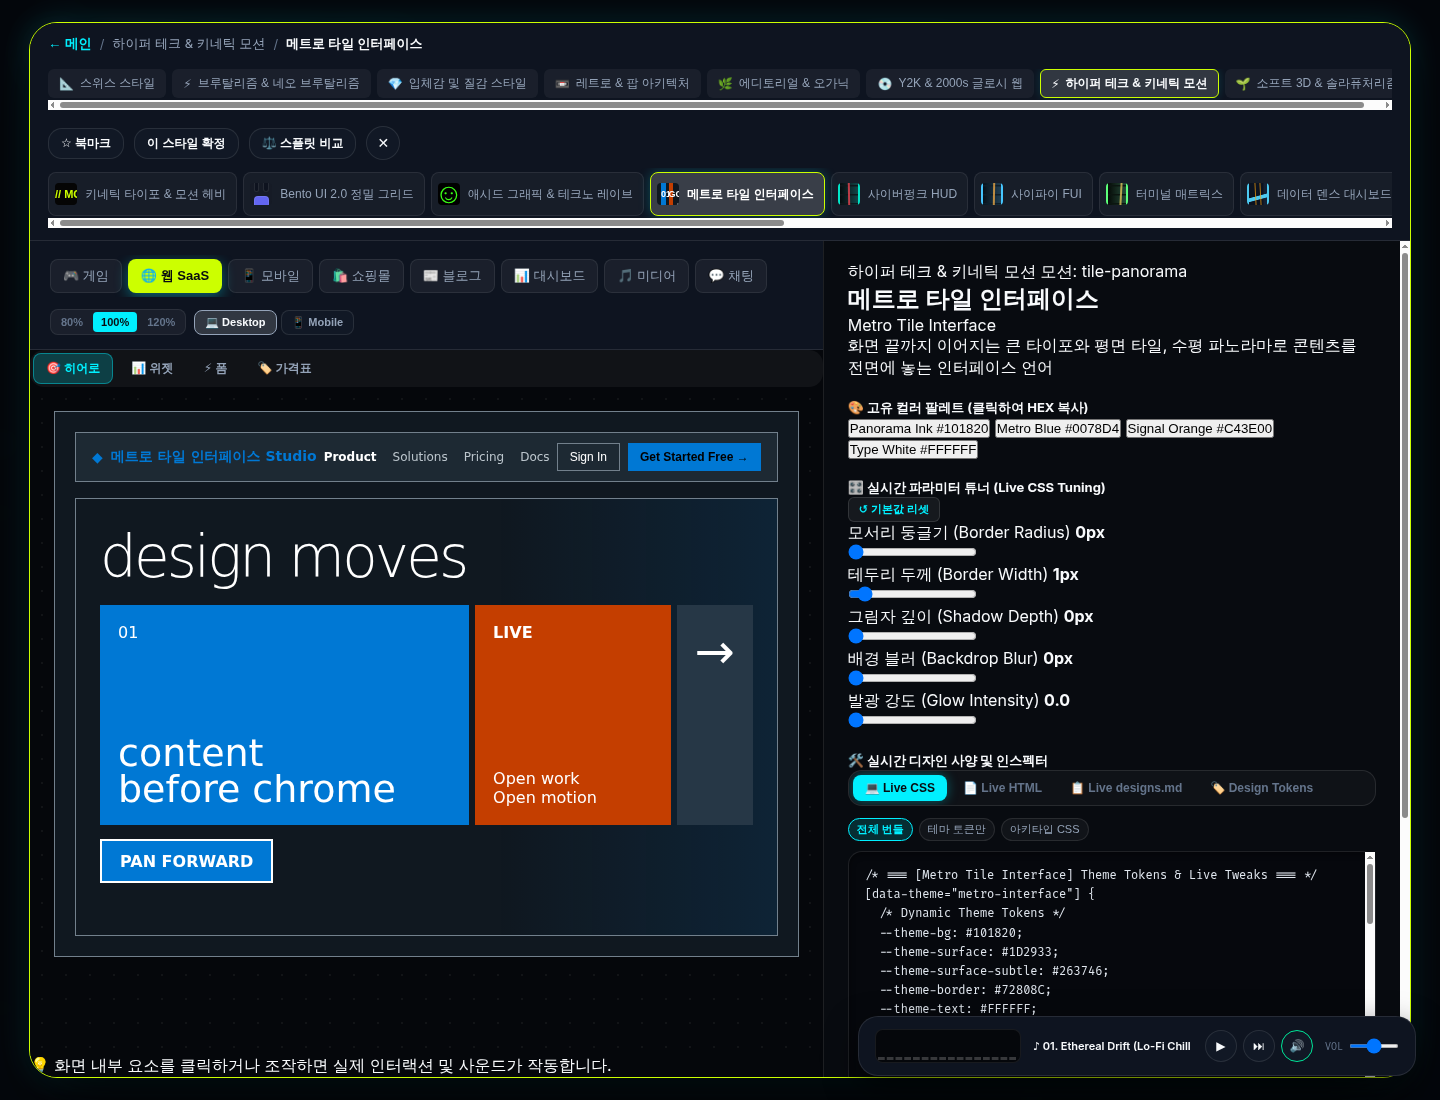 ← 메인 / 하이퍼 테크 & 키네틱 모션 / 메트로 타일 인터페이스
📐 스위스 스타일 ⚡ 브루탈리즘 & 네오 브루탈리즘 💎 입체감 및 질감 스타일 📼 레트로 & 팝 아키텍처 🌿 에디토리얼 & 오가닉 💿 Y2K & 2000s 글로시 웹 ⚡ 하이퍼 테크 & 키네틱 모션 🌱 소프트 3D & 솔라퓨처리즘
☆ 북마크 이 스타일 확정 ⚖️ 스플릿 비교 ✕
// MO 키네틱 타이포 & 모션 헤비 Bento UI 2.0 정밀 그리드 애시드 그래픽 & 테크노 레이브 메트로 타일 인터페이스 사이버펑크 HUD 사이파이 FUI 터미널 매트릭스 데이터 덴스 대시보드
🎮 게임 🌐 웹 SaaS 📱 모바일 🛍️ 쇼핑몰 📰 블로그 📊 대시보드 🎵 미디어 💬 채팅
80% 100% 120% 💻 Desktop 📱 Mobile
🎯 히어로 📊 위젯 ⚡ 폼 🏷️ 가격표
◆ 메트로 타일 인터페이스 Studio Product Solutions Pricing Docs Sign In Get Started Free →
design moves
01
content
before chrome
LIVE
Open work
Open motion
→
PAN FORWARD
💡 화면 내부 요소를 클릭하거나 조작하면 실제 인터랙션 및 사운드가 작동합니다.
하이퍼 테크 & 키네틱 모션 모션: tile-panorama
메트로 타일 인터페이스
Metro Tile Interface
화면 끝까지 이어지는 큰 타이포와 평면 타일, 수평 파노라마로 콘텐츠를
전면에 놓는 인터페이스 언어
🎨 고유 컬러 팔레트 (클릭하여 HEX 복사)
Panorama Ink #101820 Metro Blue #0078D4 Signal Orange #C43E00
Type White #FFFFFF
🎛️ 실시간 파라미터 튜너 (Live CSS Tuning)
↺ 기본값 리셋
모서리 둥글기 (Border Radius) 0px
테두리 두께 (Border Width) 1px
그림자 깊이 (Shadow Depth) 0px
배경 블러 (Backdrop Blur) 0px
발광 강도 (Glow Intensity) 0.0
🛠️ 실시간 디자인 사양 및 인스펙터
💻 Live CSS 📄 Live HTML 📋 Live designs.md 🏷️ Design Tokens
전체 번들 테마 토큰만 아키타입 CSS
/* === [Metro Tile Interface] Theme Tokens & Live Tweaks === */
[data-theme="metro-interface"] {
/* Dynamic Theme Tokens */
--theme-bg: #101820;
--theme-surface: #1D2933;
--theme-surface-subtle: #263746;
--theme-border: #72808C;
--theme-text: #FFFFFF;
♪ 01. Ethereal Drift (Lo-Fi Chill ▶ ⏭ 🔊 VOL